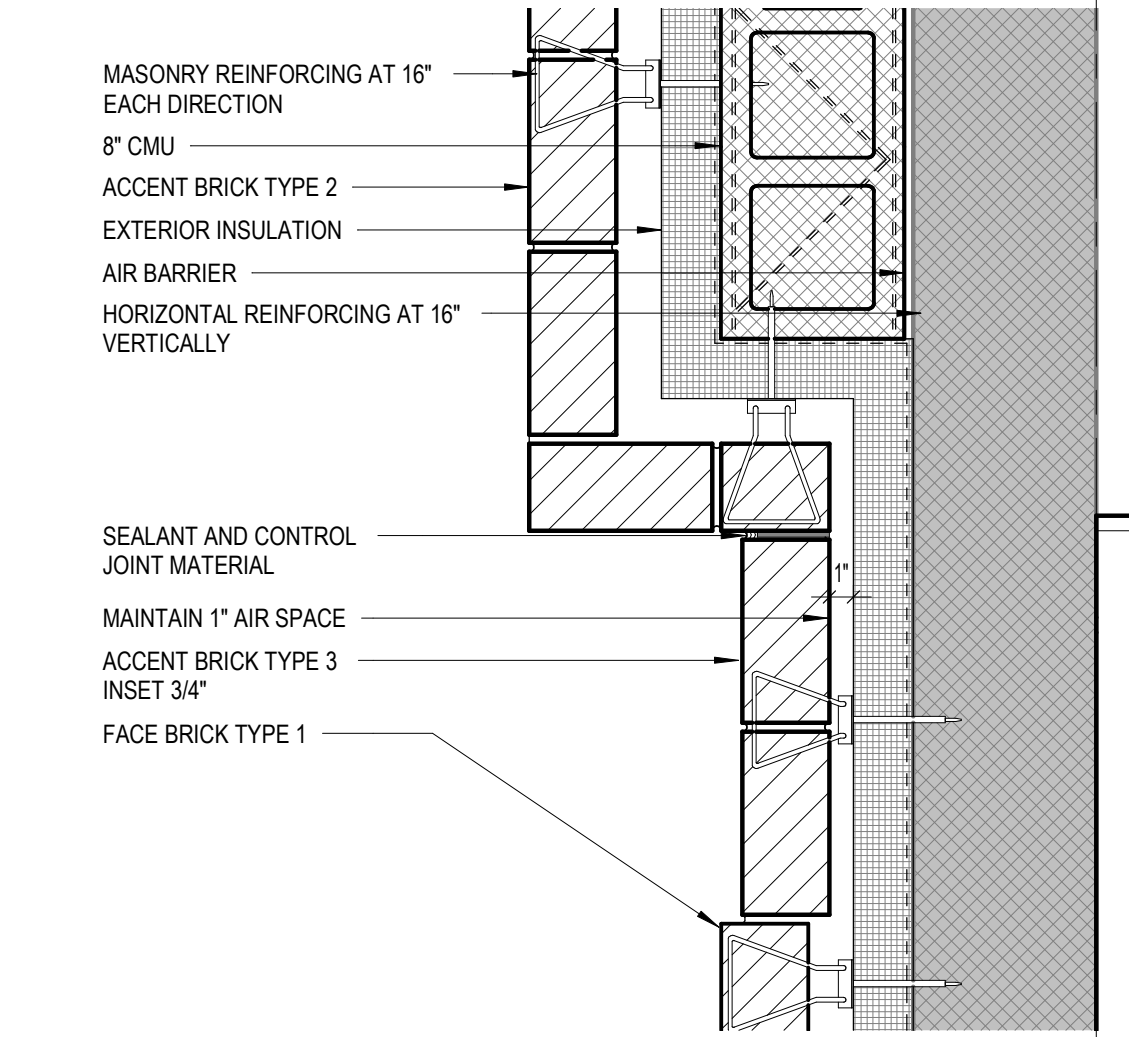 MASONRY REINFORCING AT 16"
EACH DIRECTION
8" CMU
ACCENT BRICK TYPE 2
EXTERIOR INSULATION
AIR BARRIER
HORIZONTAL REINFORCING AT 16"
VERTICALLY
SEALANT AND CONTROL
JOINT MATERIAL
1"
MAINTAIN 1" AIR SPACE
ACCENT BRICK TYPE 3
INSET 3/4"
FACE BRICK TYPE 1